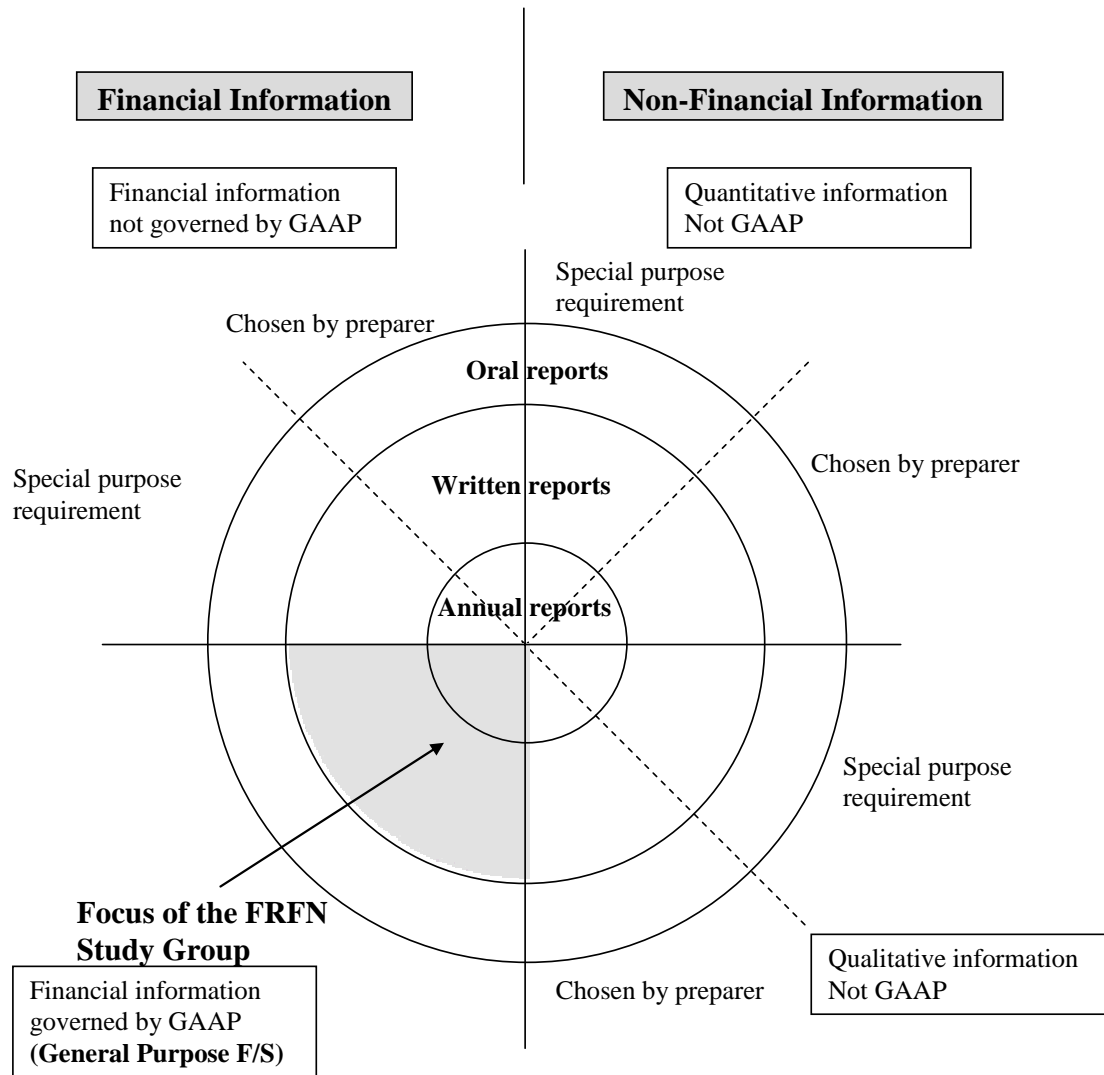 Financial Information
Non-Financial Information
Financial information
not governed by GAAP
Quantitative information
Not GAAP
Special purpose
requirement
Chosen by preparer
Oral reports
Chosen by preparer
Special purpose
requirement
Written reports
Annual reports
Special purpose
requirement
Focus of the FRFN
Study Group
Financial information
governed by GAAP
(General Purpose F/S)
Chosen by preparer
Qualitative information
Not GAAP